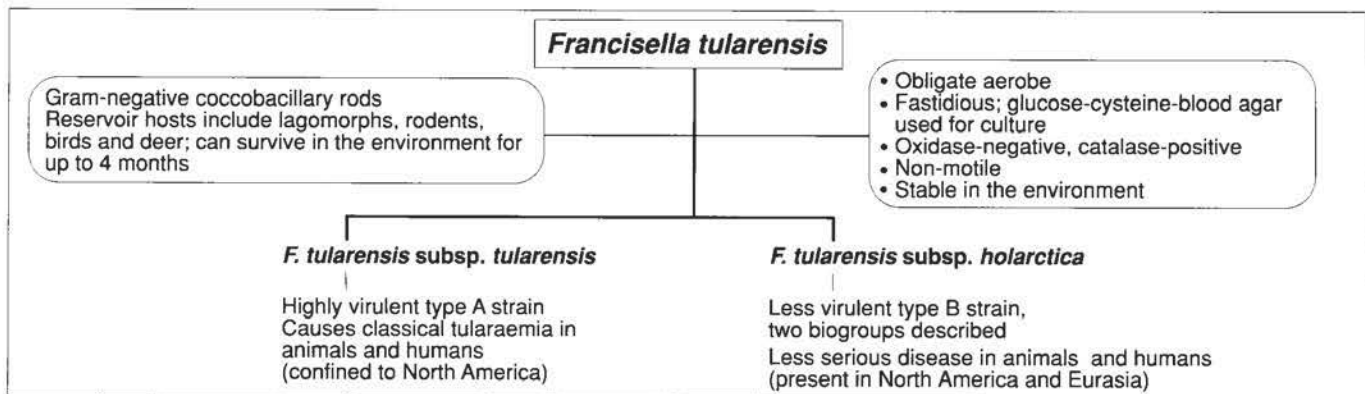 Francisella tularensis
Gram-negative coccobacillary rods
Reservoir hosts include lagomorphs, rodents,
birds and deer; can survive in the environment for
up to 4 months
• Obligate aerobe
• Fastidious; glucose-cysteine-blood agar
used for culture
• Oxidase-negative, catalase-positive
• Non-motile
• Stable in the environment
F. tularensis subsp. tularensis
Highly virulent type A strain
Causes classical tularaemia in
animals and humans
(confined to North America)
F. tularensis subsp. holarctica
Less virulent type B strain,
two biogroups described
Less serious disease in animals and humans
(present in North America and Eurasia)